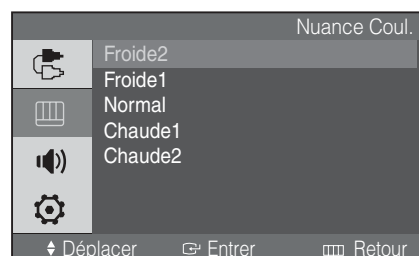 Nuance Coul.
Froide2
Froide1
Normal
Chaude1
Chaude2
Déplacer Entrer Retour